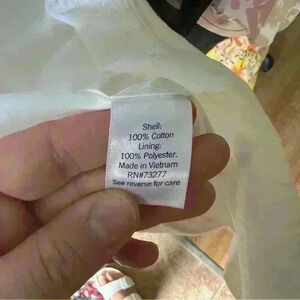 Shell:
100% Cotton
Lining:
100% Polyester.
Made in Vietnam
RN#73277
See reverse for care